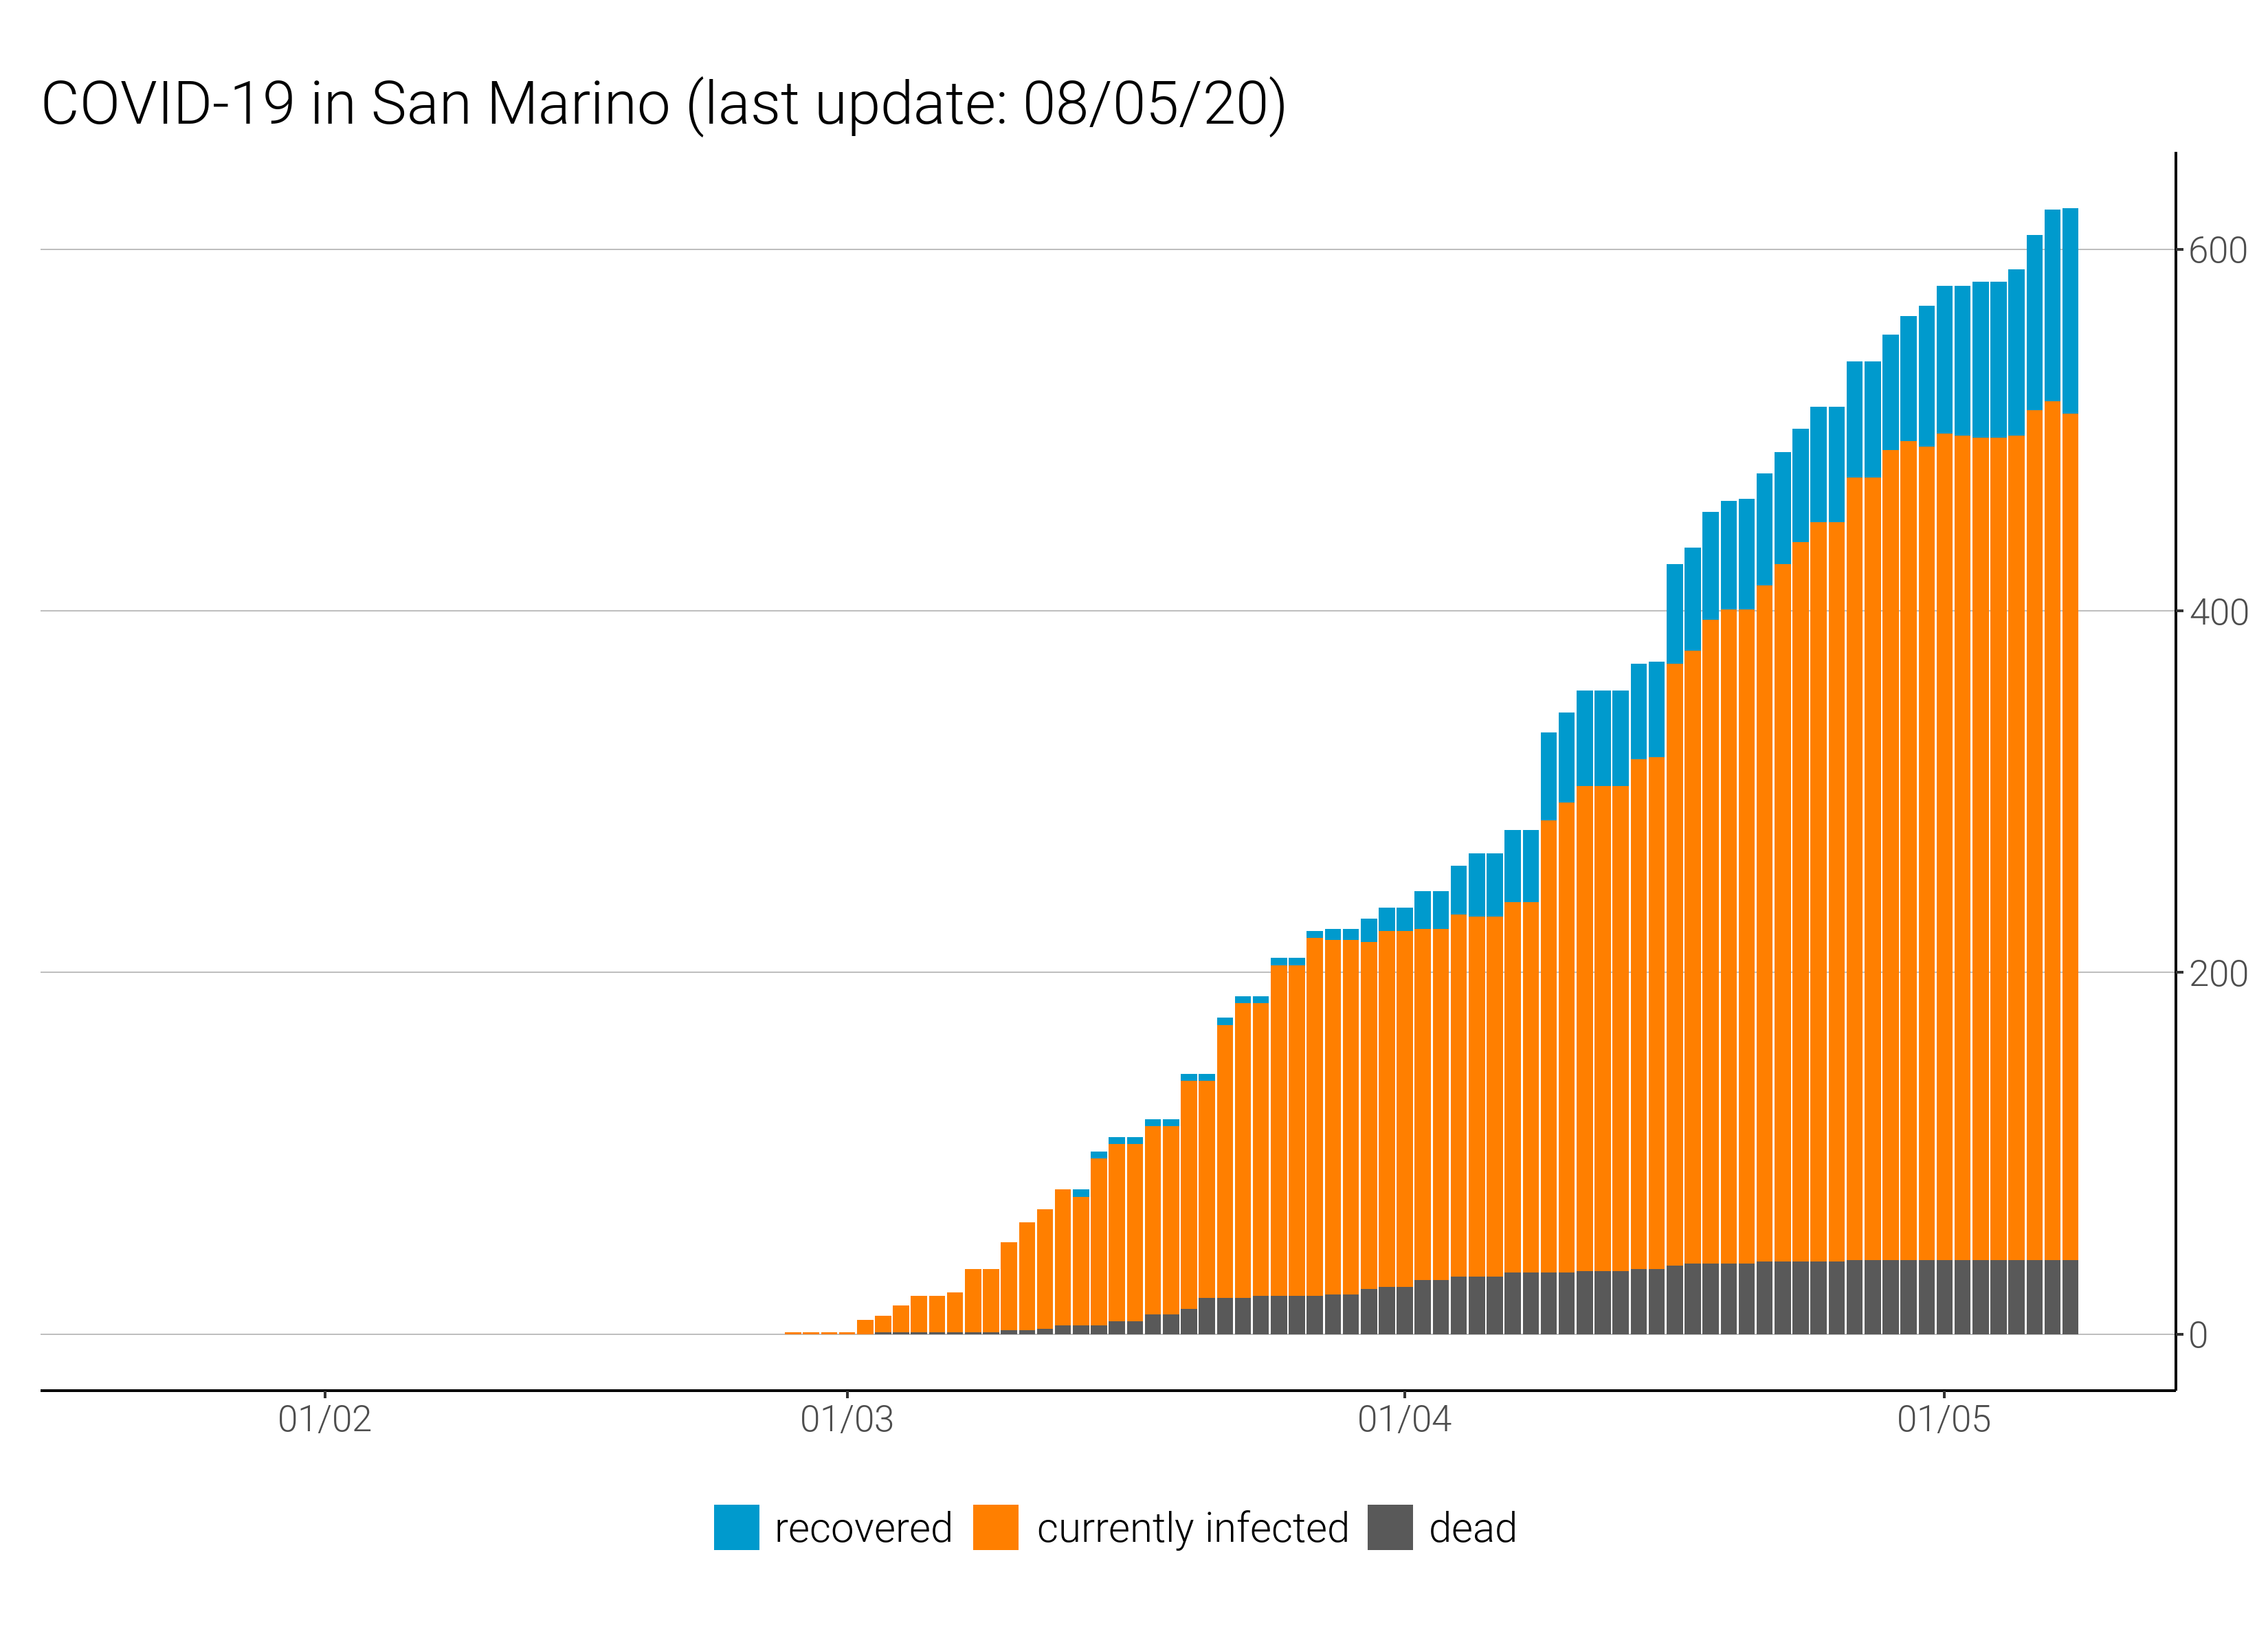 COVID-19 in San Marino (last update: 08/05/20)
600
400
200
0
01/02 01/03 01/04 01/05
recovered currently infected dead